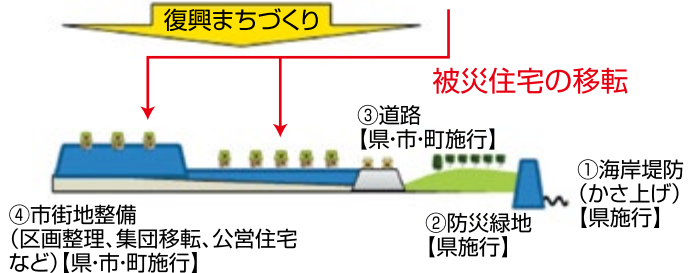 復興まちづくり
被災住宅の移転
③道路
【県・市・町施行】
①海岸堤防
（かさ上げ）
【県施行】
②防災緑地
【県施行】
④市街地整備
（区画整理、集団移転、公営住宅
など）【県・市・町施行】